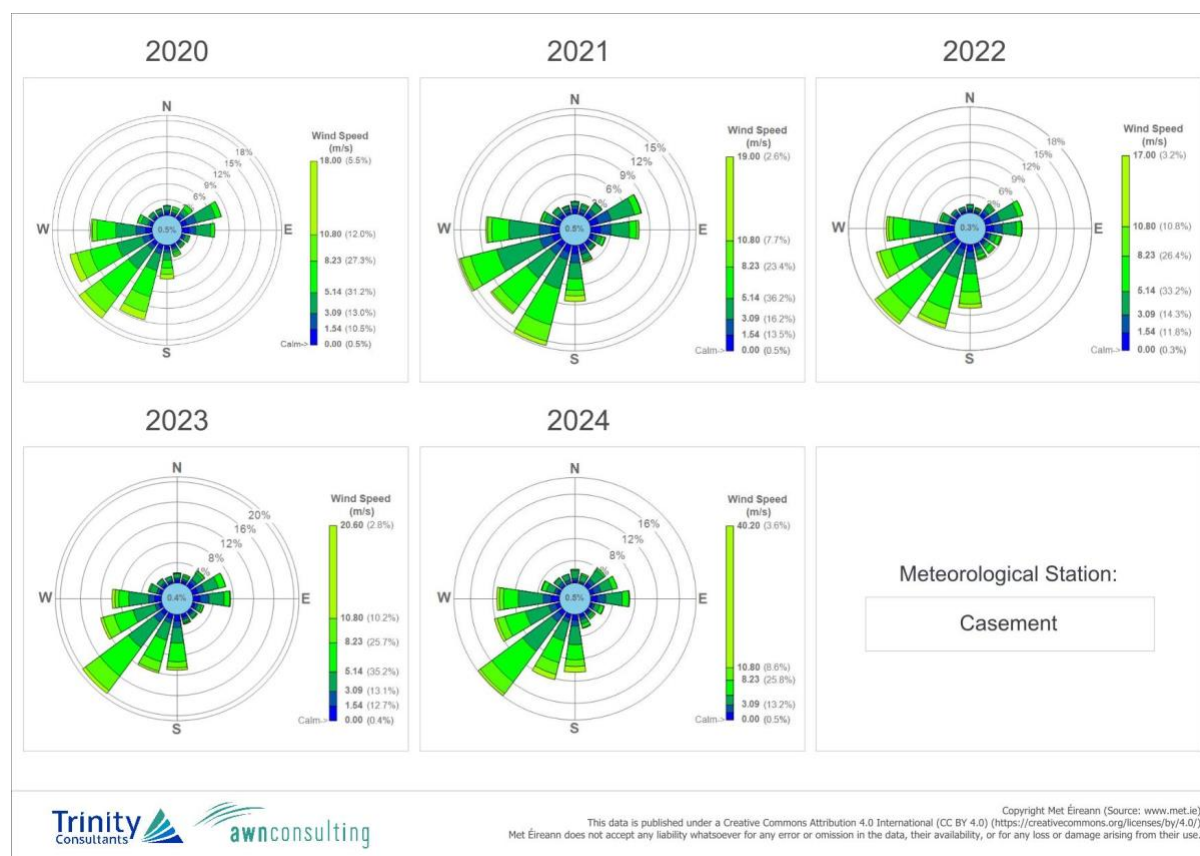 2020
2021
2022
N
E
S
W
0.5%
6%
9%
12%
15%
18%
Wind Speed
(m/s)
18.00 (5.5%)
10.80 (12.0%)
8.23 (27.3%)
5.14 (31.2%)
3.09 (13.0%)
1.54 (10.5%)
Calm-> 0.00 (0.5%)
N
E
S
W
0.5%
3%
6%
9%
12%
15%
Wind Speed
(m/s)
19.00 (2.6%)
10.80 (7.7%)
8.23 (23.4%)
5.14 (36.2%)
3.09 (16.2%)
1.54 (13.5%)
Calm-> 0.00 (0.5%)
N
E
S
W
0.3%
6%
9%
12%
15%
18%
Wind Speed
(m/s)
17.00 (3.2%)
10.80 (10.8%)
8.23 (26.4%)
5.14 (33.2%)
3.09 (14.3%)
1.54 (11.8%)
Calm-> 0.00 (0.3%)
2023
2024
N
E
S
W
0.4%
8%
12%
16%
20%
Wind Speed
(m/s)
20.60 (2.8%)
10.80 (10.2%)
8.23 (25.7%)
5.14 (35.2%)
3.09 (13.1%)
1.54 (12.7%)
Calm-> 0.00 (0.4%)
N
E
S
W
0.5%
8%
12%
16%
Wind Speed
(m/s)
40.20 (3.6%)
10.80 (8.6%)
8.23 (25.8%)
3.09 (13.2%)
Calm-> 0.00 (0.5%)
Meteorological Station:
Casement
Trinity
Consultants
awnconsulting
Copyright Met Éireann (Source: www.met.ie)
This data is published under a Creative Commons Attribution 4.0 International (CC BY 4.0) (https://creativecommons.org/licenses/by/4.0/)
Met Éireann does not accept any liability whatsoever for any error or omission in the data, their availability, or for any loss or damage arising from their use.